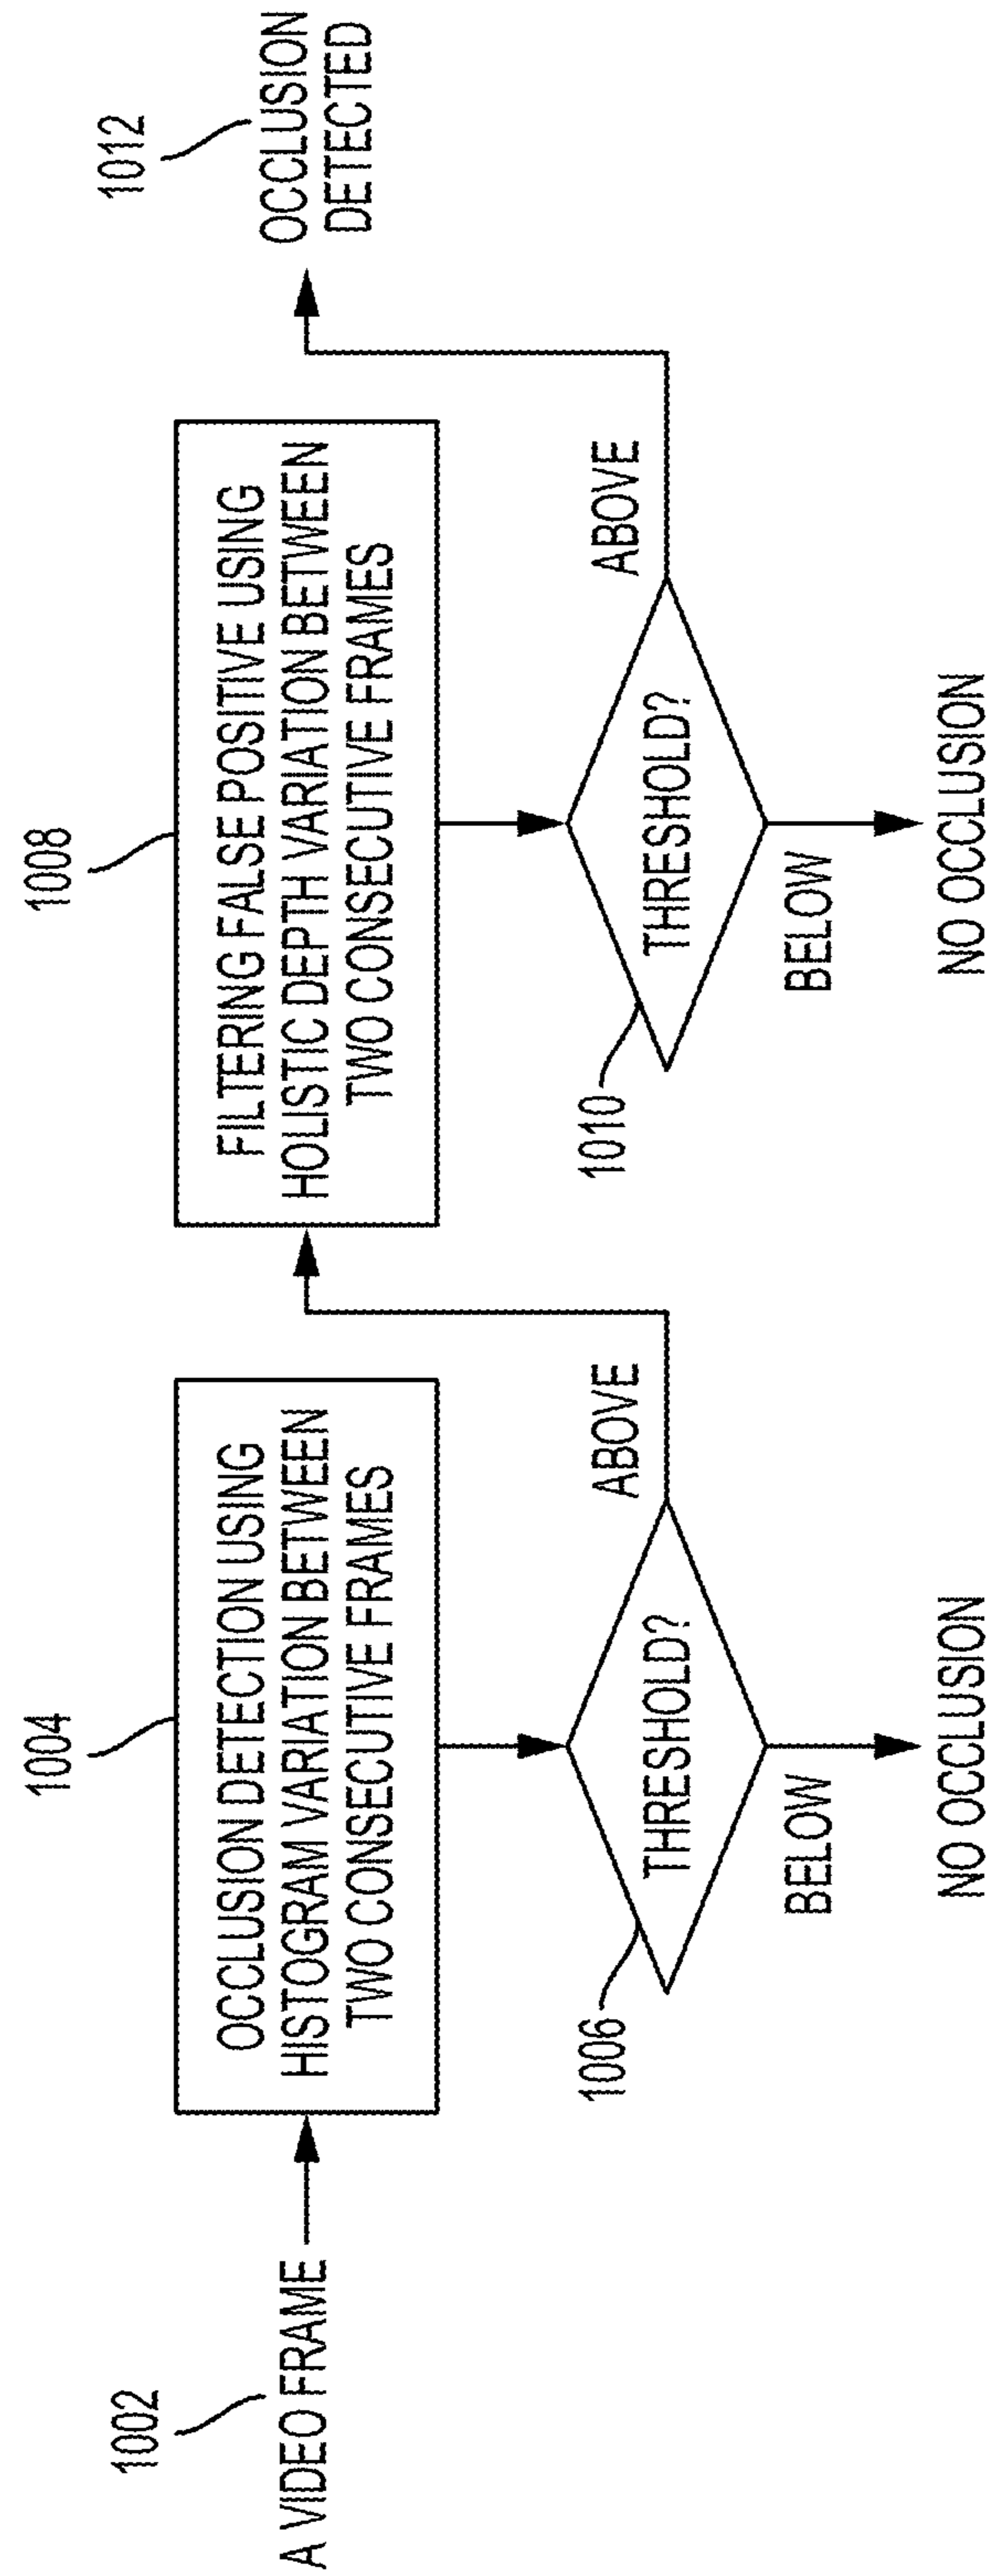 1002
A VIDEO FRAME
1004
OCCLUSION DETECTION USING
HISTOGRAM VARIATION BETWEEN
TWO CONSECUTIVE FRAMES
1006
THRESHOLD?
ABOVE
BELOW
NO OCCLUSION
1008
FILTERING FALSE POSITIVE USING
HOLISTIC DEPTH VARIATION BETWEEN
TWO CONSECUTIVE FRAMES
1010
THRESHOLD?
ABOVE
BELOW
NO OCCLUSION
1012
OCCLUSION
DETECTED